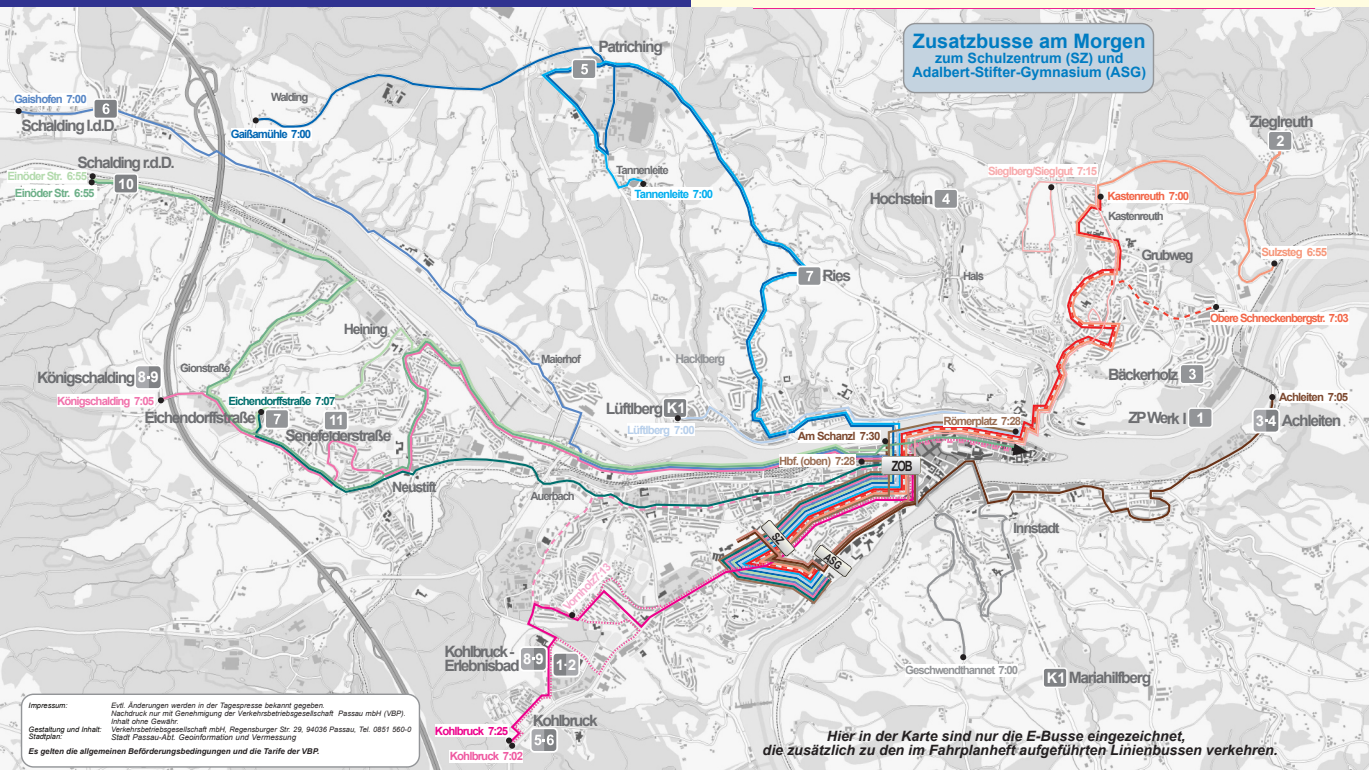 Zusatzbusse am Morgen
zum Schulzentrum (SZ) und
Adalbert-Stifter-Gymnasium (ASG)
Patriching
5
Walding
Gaishofen 7:00
6
Schalding l.d.D.
Gaißamühle 7:00
Zieglreuth
2
Schalding r.d.D.
Einöder Str. 6:55
10
Einöder Str. 6:55
Tannenleite
Tannenleite 7:00
Sieglberg/Sieglgut 7:15
Hochstein 4
Kastenreuth 7:00
Kastenreuth
Grubweg
Sulzsteg 6:55
7 Ries
Hals
Obere Schneckenbergstr. 7:03
Heining
Maierhof
Hacklberg
Gionstraße
Königschalding 8·9
Königschalding 7:05
Bäckerholz 3
Eichendorffstraße 7:07
Eichendorffstraße 7
11
Senefelderstraße
Lüftlberg K1
Lüftlberg 7:00
Achleiten 7:05
ZP Werk I 1
3·4 Achleiten
Römerplatz 7:28
Am Schanzl 7:30
Hbf. (oben) 7:28
ZOB
Neustift
Auerbach
Innstadt
SZ
ASG
Vornholz 7:13
Kohlbruck -
Erlebnisbad 8·9
1·2
Geschwendthannet 7:00
K1 Mariahilfberg
Kohlbruck
5·6
Kohlbruck 7:25
Kohlbruck 7:02
Impressum: Evtl. Änderungen werden in der Tagespresse bekannt gegeben.
Nachdruck nur mit Genehmigung der Verkehrsbetriebsgesellschaft Passau mbH (VBP).
Inhalt ohne Gewähr.
Gestaltung und Inhalt: Verkehrsbetriebsgesellschaft mbH, Regensburger Str. 29, 94036 Passau, Tel. 0851 560-0
Stadtplan: Stadt Passau-Abt. Geoinformation und Vermessung
Es gelten die allgemeinen Beförderungsbedingungen und die Tarife der VBP.
Hier in der Karte sind nur die E-Busse eingezeichnet,
die zusätzlich zu den im Fahrplanheft aufgeführten Linienbussen verkehren.